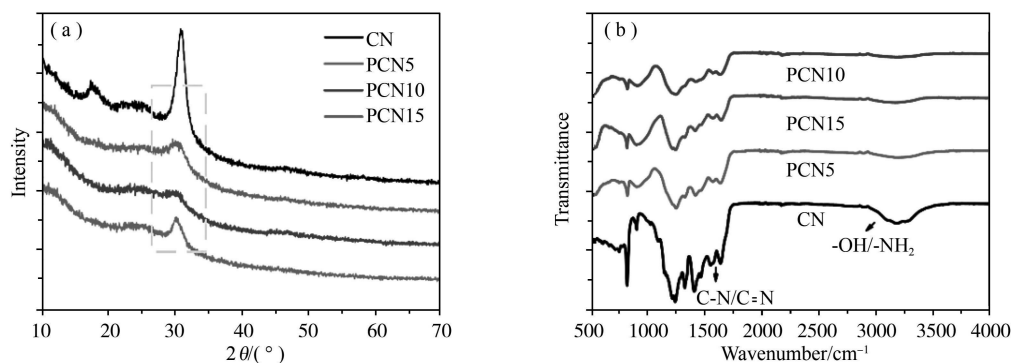 ( a )
CN
PCN5
PCN10
PCN15
Intensity
10 20 30 40 50 60 70
2θ/( ° )
( b )
PCN10
PCN15
PCN5
CN
-OH/-NH₂
C-N/C=N
Transmittance
500 1000 1500 2000 2500 3000 3500 4000
Wavenumber/cm⁻¹